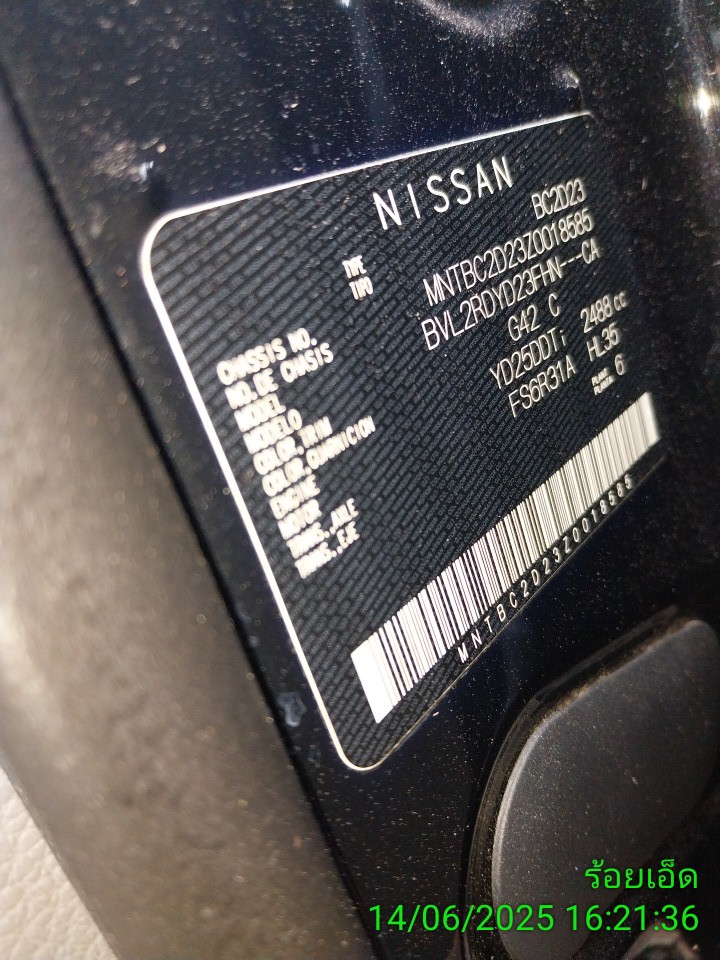 NISSAN
TYPE BC2D23
TIPO
CHASSIS NO. MNTBC2D23Z0018585
NO. DE CHASIS
MODEL BVL2RDYD23FHN---CA
MODELO
COLOR, TRIM G42 C
COLOR, GUARNICION
ENGINE YD25DDTi 2488 cc
MOTOR
TRANS., AXLE FS6R31A HL35
TRANS., EJE
PLANT 6
PLANTA
MNTBC2D23Z0018585
ร้อยเอ็ด
14/06/2025 16:21:36